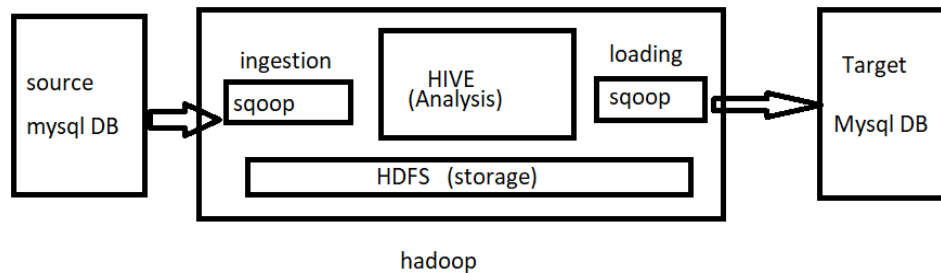 source
mysql DB
ingestion
sqoop
HIVE
(Analysis)
loading
sqoop
Target
Mysql DB
HDFS (storage)
hadoop